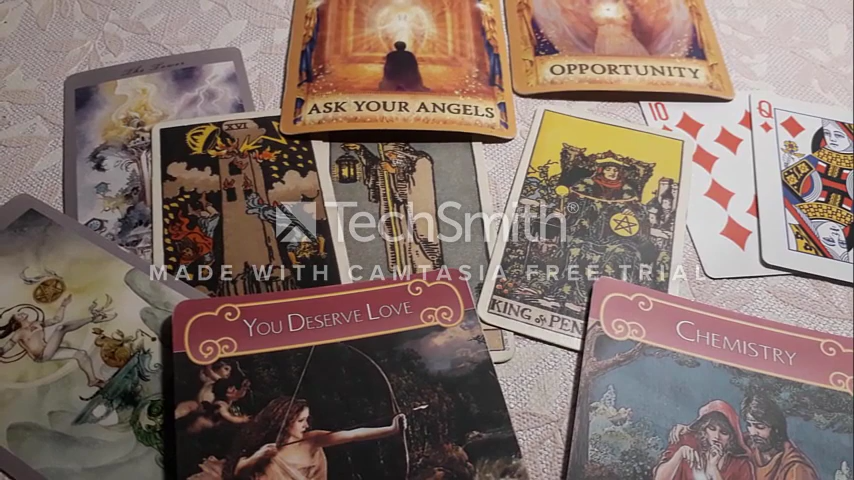 The Tower
XVI
ASK YOUR ANGELS
OPPORTUNITY
10
Q
TechSmith®
MADE WITH CAMTASIA FREE TRIAL
KING of PEN
YOU DESERVE LOVE
CHEMISTRY